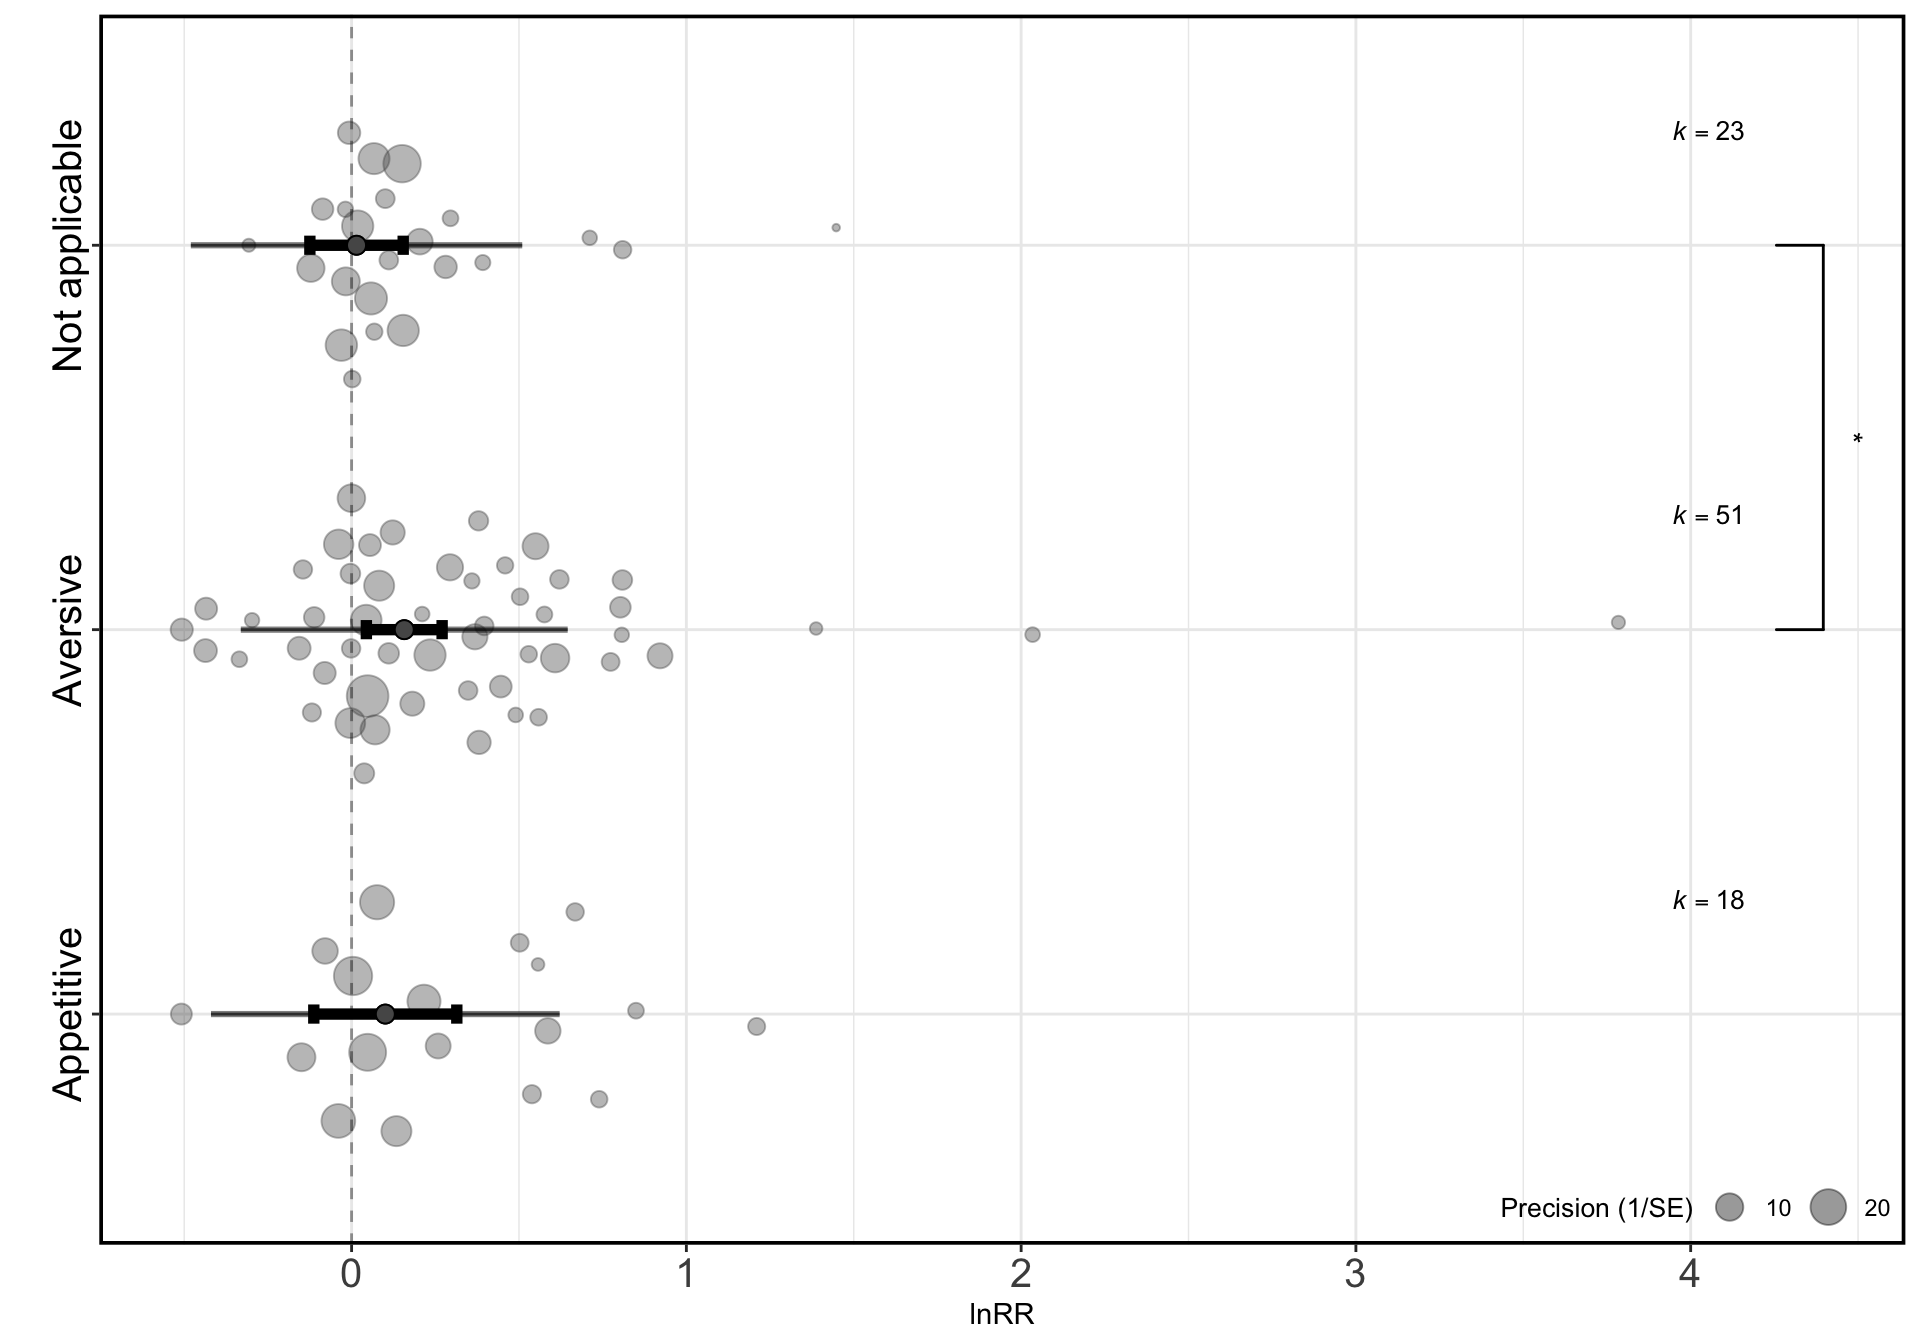 Not applicable
k = 23
*
Aversive
k = 51
Appetitive
k = 18
Precision (1/SE) 10 20
0 1 2 3 4
lnRR